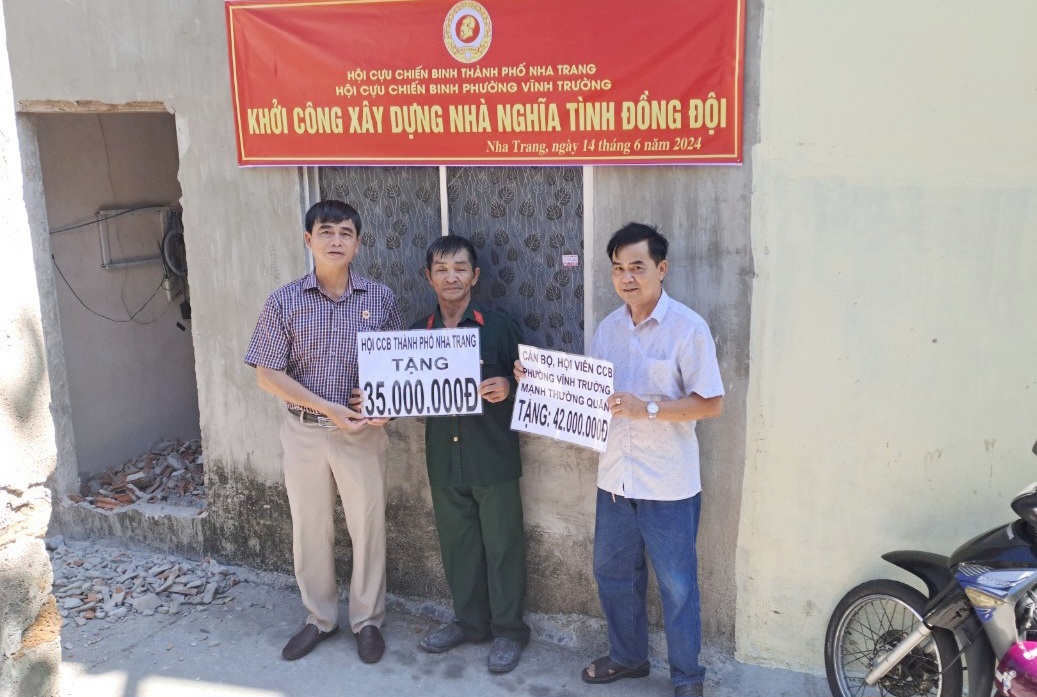 HỘI CỰU CHIẾN BINH THÀNH PHỐ NHA TRANG
HỘI CỰU CHIẾN BINH PHƯỜNG VĨNH TRƯỜNG
KHỞI CÔNG XÂY DỰNG NHÀ NGHĨA TÌNH ĐỒNG ĐỘI
Nha Trang, ngày 14 tháng 6 năm 2024
HỘI CCB THÀNH PHỐ NHA TRANG
TẶNG
35.000.000Đ
CÁN BỘ, HỘI VIÊN CCB
PHƯỜNG VĨNH TRƯỜNG
MẠNH THƯỜNG QUÂN
TẶNG: 42.000.000Đ